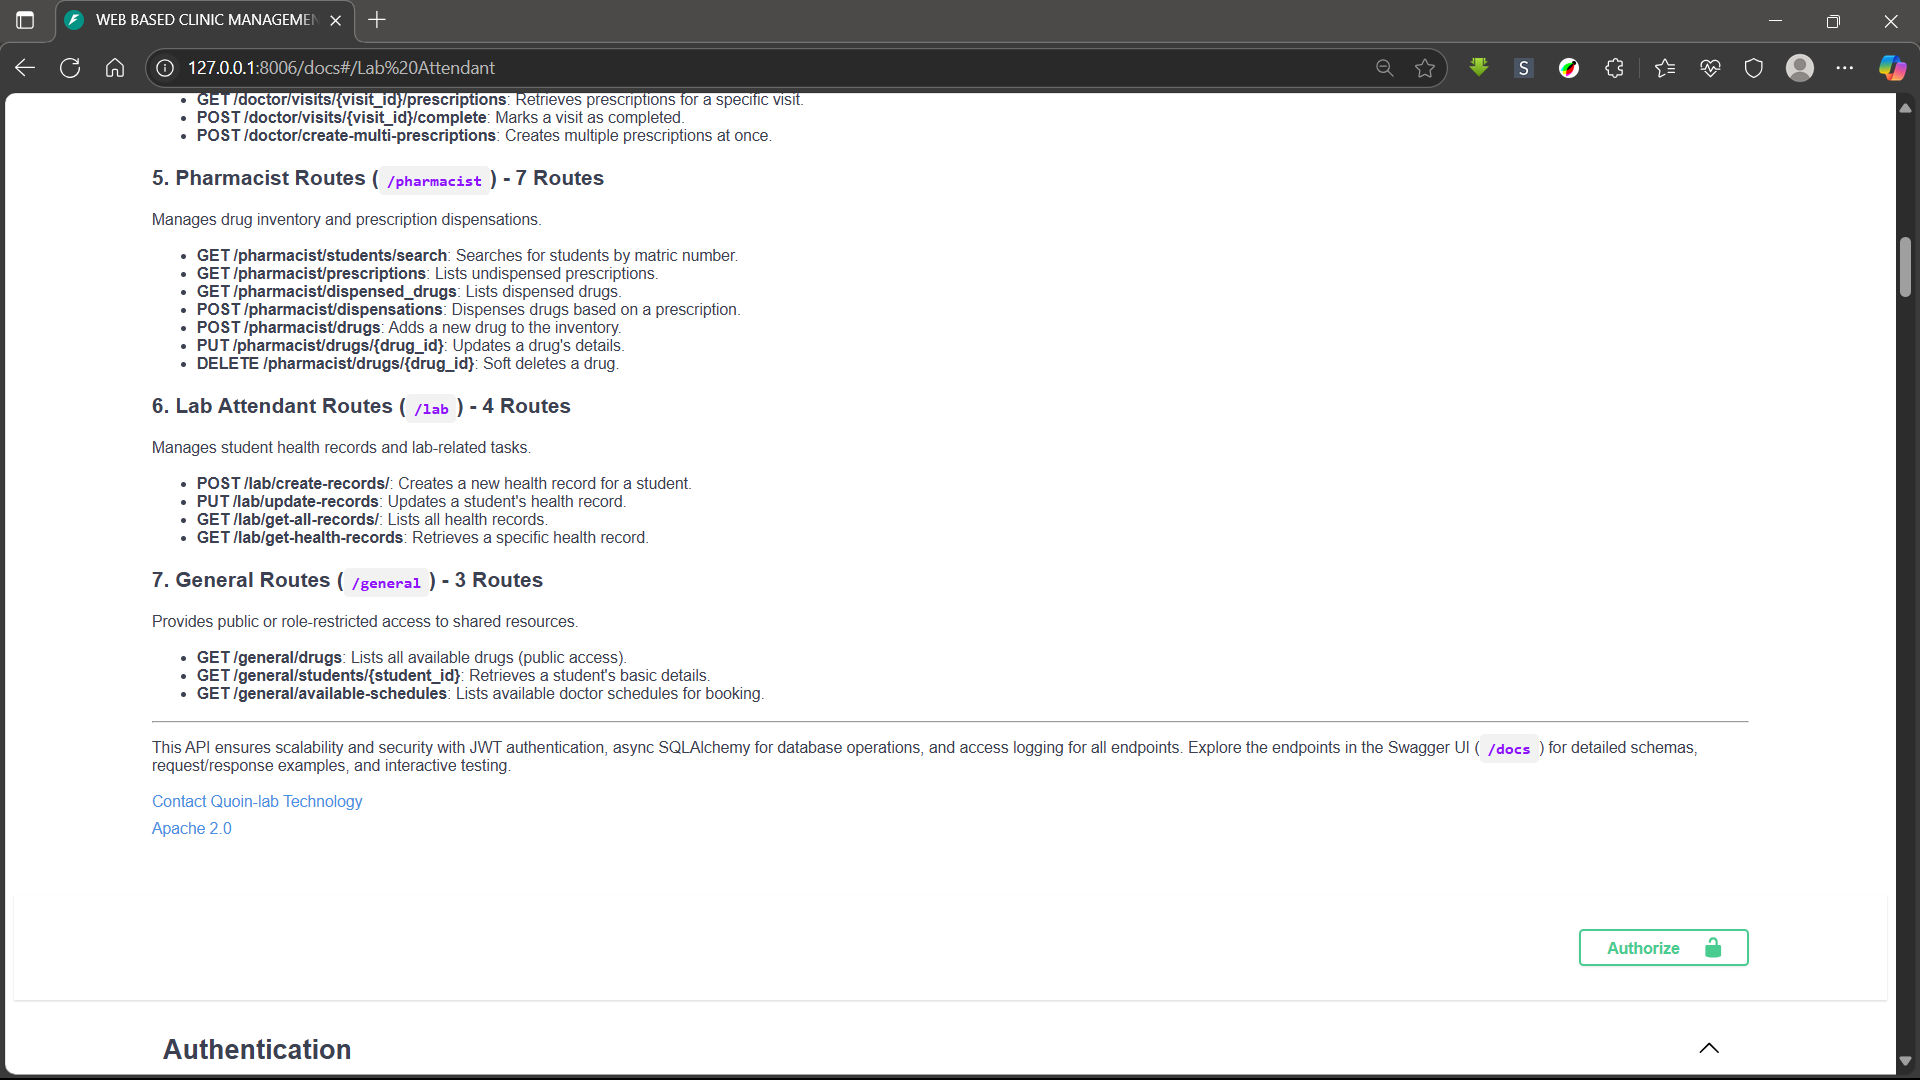 WEB BASED CLINIC MANAGEMEN
127.0.0.1:8006/docs#/Lab%20Attendant
S
GET /doctor/visits/{visit_id}/prescriptions: Retrieves prescriptions for a specific visit.
POST /doctor/visits/{visit_id}/complete: Marks a visit as completed.
POST /doctor/create-multi-prescriptions: Creates multiple prescriptions at once.
5. Pharmacist Routes ( /pharmacist ) - 7 Routes
Manages drug inventory and prescription dispensations.
GET /pharmacist/students/search: Searches for students by matric number.
GET /pharmacist/prescriptions: Lists undispensed prescriptions.
GET /pharmacist/dispensed_drugs: Lists dispensed drugs.
POST /pharmacist/dispensations: Dispenses drugs based on a prescription.
POST /pharmacist/drugs: Adds a new drug to the inventory.
PUT /pharmacist/drugs/{drug_id}: Updates a drug's details.
DELETE /pharmacist/drugs/{drug_id}: Soft deletes a drug.
6. Lab Attendant Routes ( /lab ) - 4 Routes
Manages student health records and lab-related tasks.
POST /lab/create-records/: Creates a new health record for a student.
PUT /lab/update-records: Updates a student's health record.
GET /lab/get-all-records/: Lists all health records.
GET /lab/get-health-records: Retrieves a specific health record.
7. General Routes ( /general ) - 3 Routes
Provides public or role-restricted access to shared resources.
GET /general/drugs: Lists all available drugs (public access).
GET /general/students/{student_id}: Retrieves a student's basic details.
GET /general/available-schedules: Lists available doctor schedules for booking.
This API ensures scalability and security with JWT authentication, async SQLAlchemy for database operations, and access logging for all endpoints. Explore the endpoints in the Swagger UI ( /docs ) for detailed schemas,
request/response examples, and interactive testing.
Contact Quoin-lab Technology
Apache 2.0
Authorize
Authentication